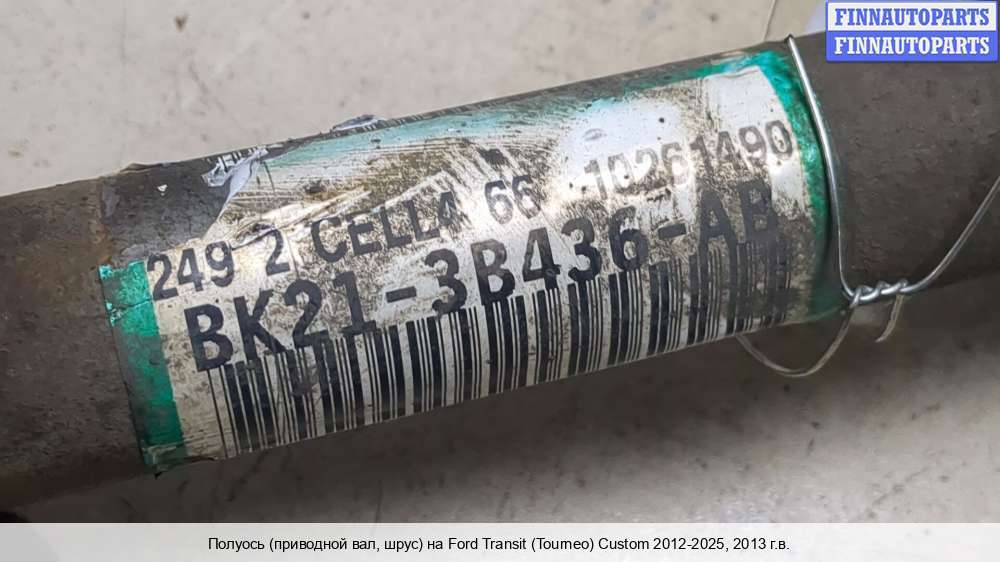 FINNAUTOPARTS
FINNAUTOPARTS
249 2 CELL4 66 10261490
BK21-3B436-AB
Полуось (приводной вал, шрус) на Ford Transit (Tourneo) Custom 2012-2025, 2013 г.в.